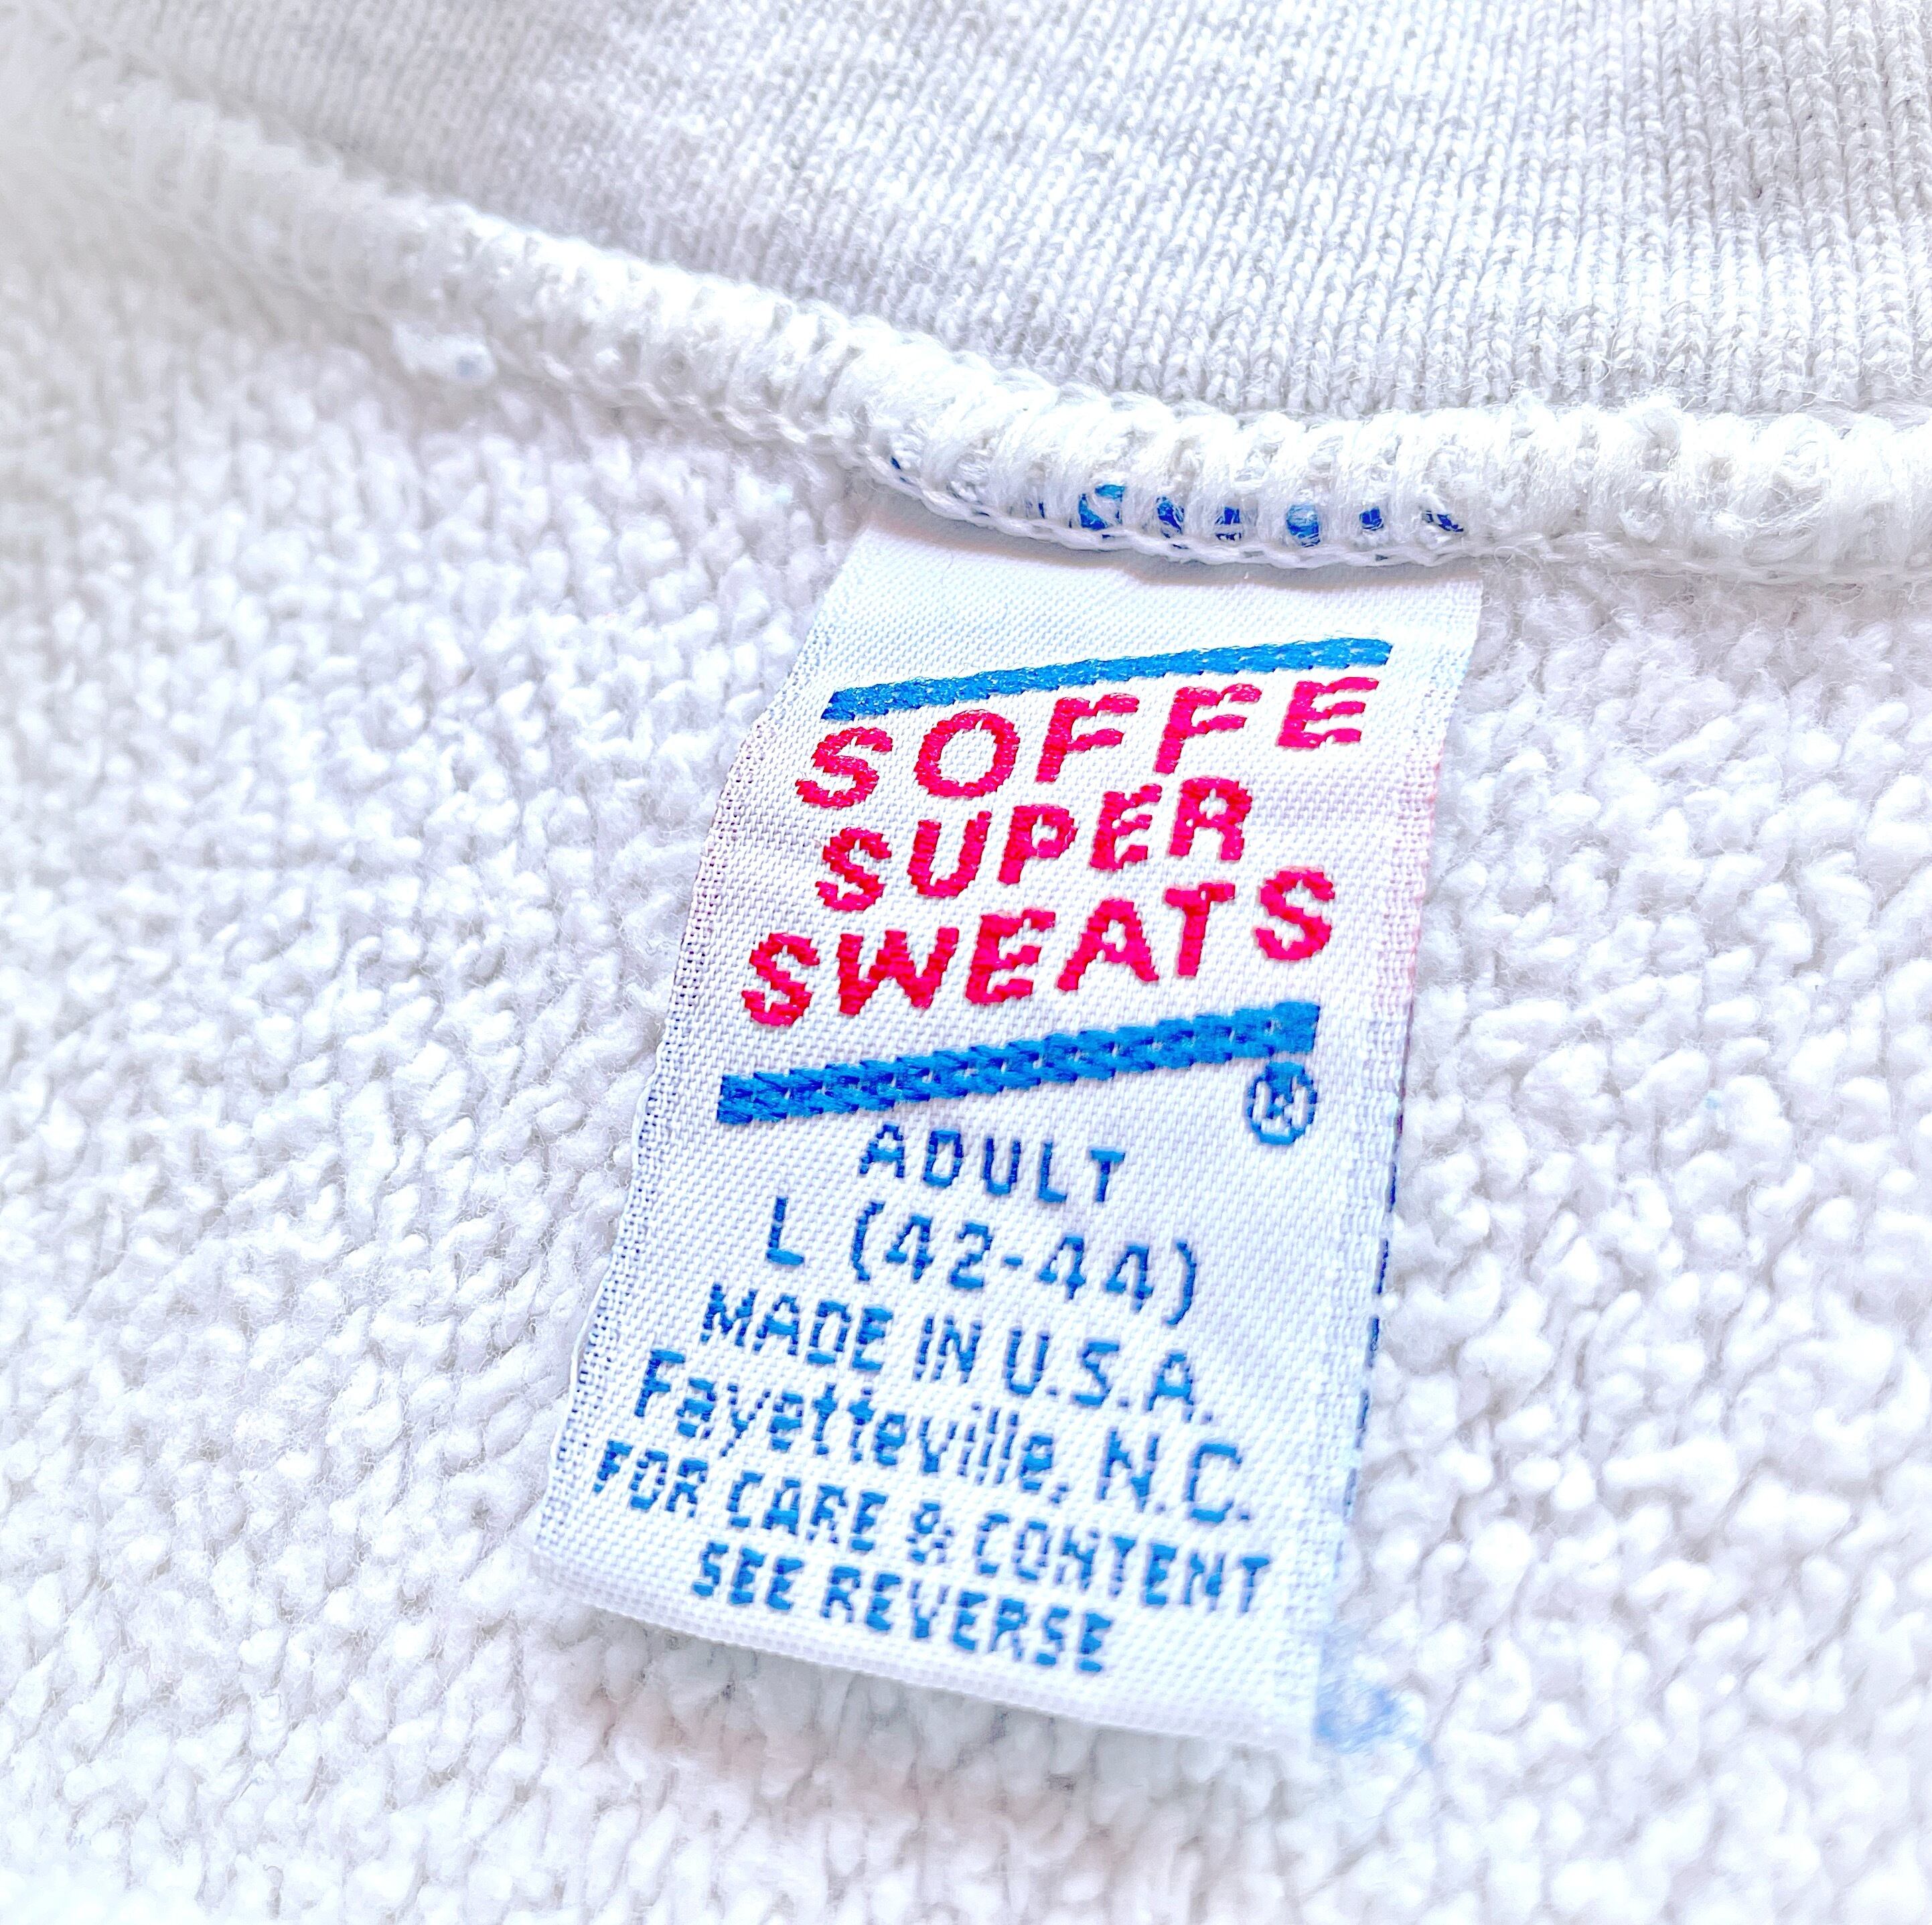 SOFFE
SUPER
SWEATS
®
ADULT
L (42-44)
MADE IN U.S.A.
Fayetteville, N.C.
FOR CARE & CONTENT
SEE REVERSE